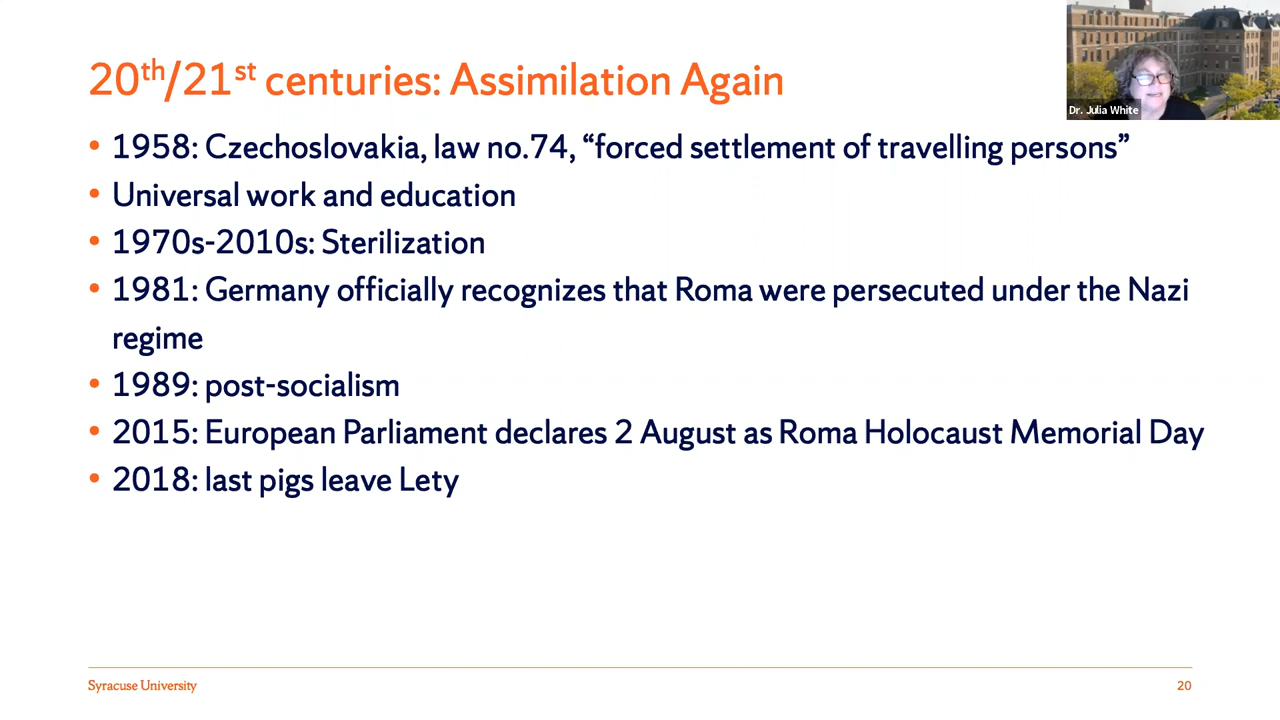 20th/21st centuries: Assimilation Again
Dr. Julia White
• 1958: Czechoslovakia, law no.74, “forced settlement of travelling persons”
• Universal work and education
• 1970s-2010s: Sterilization
• 1981: Germany officially recognizes that Roma were persecuted under the Nazi
regime
• 1989: post-socialism
• 2015: European Parliament declares 2 August as Roma Holocaust Memorial Day
• 2018: last pigs leave Lety
Syracuse University
20